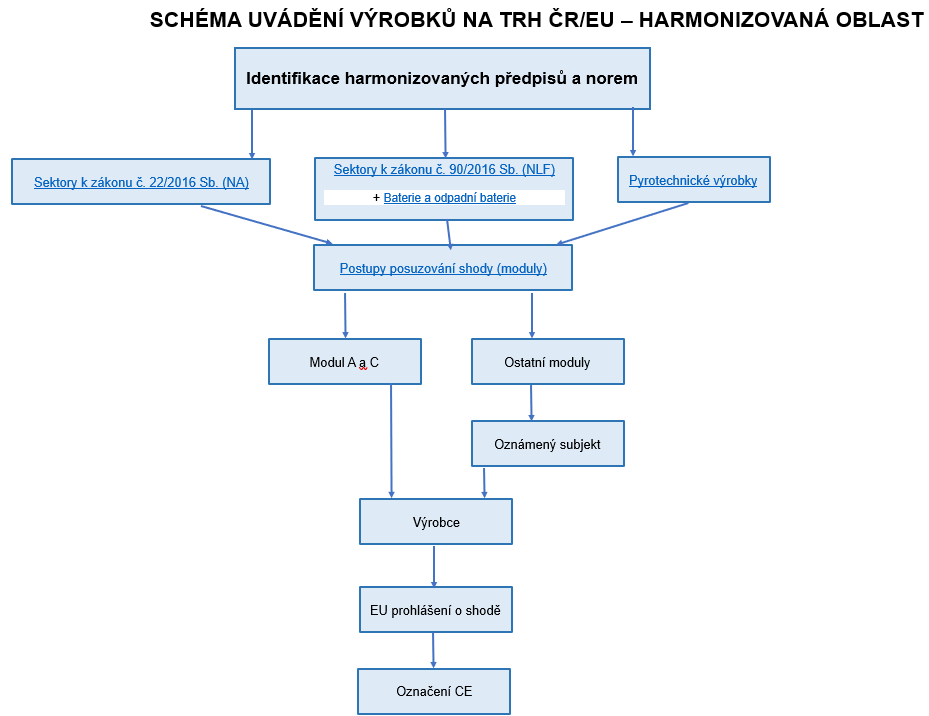 SCHÉMA UVÁDĚNÍ VÝROBKŮ NA TRH ČR/EU – HARMONIZOVANÁ OBLAST
Identifikace harmonizovaných předpisů a norem
Sektory k zákonu č. 22/2016 Sb. (NA)
Sektory k zákonu č. 90/2016 Sb. (NLF)
+ Baterie a odpadní baterie
Pyrotechnické výrobky
Postupy posuzování shody (moduly)
Modul A a C
Ostatní moduly
Oznámený subjekt
Výrobce
EU prohlášení o shodě
Označení CE